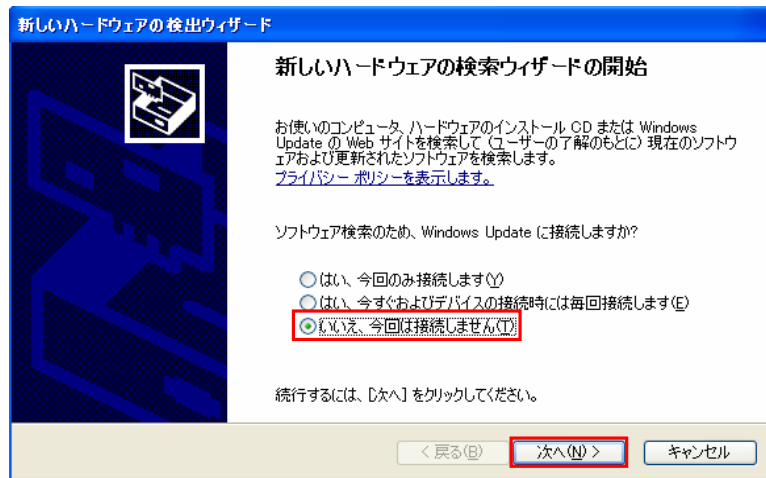 新しいハードウェアの検出ウィザード
新しいハードウェアの検索ウィザードの開始
お使いのコンピュータ、ハードウェアのインストール CD または Windows
Update の Web サイトを検索して (ユーザーの了解のもとに) 現在のソフトウ
ェアおよび更新されたソフトウェアを検索します。
プライバシー ポリシーを表示します。
ソフトウェア検索のため、Windows Update に接続しますか?
はい、今回のみ接続します(Y)
はい、今すぐおよびデバイスの接続時には毎回接続します(E)
いいえ、今回は接続しません(T)
続行するには、[次へ] をクリックしてください。
< 戻る(B) 次へ(N) > キャンセル